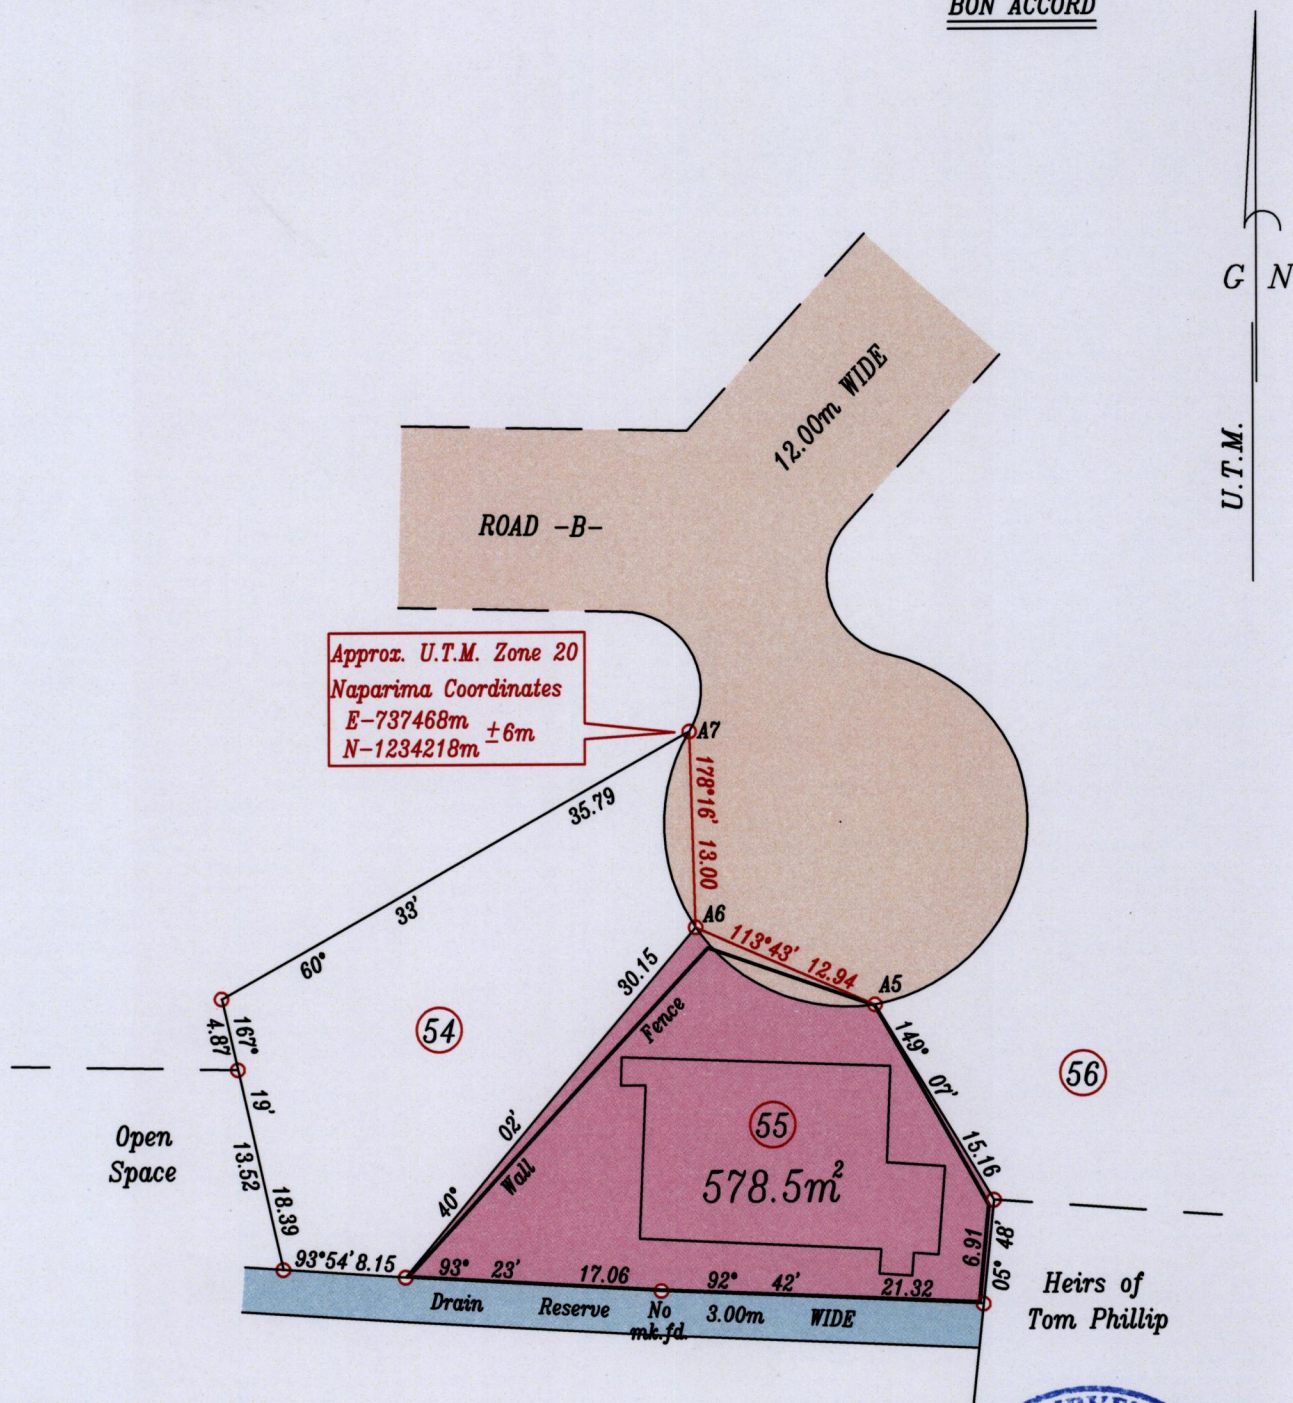 BON ACCORD
G N
U.T.M.
12.00m WIDE
ROAD -B-
Approx. U.T.M. Zone 20
Naparima Coordinates
E-737468m
N-1234218m
±6m
A7
178°16' 13.00
35.79
33'
60°
A6
113°43' 12.94
A5
30.15
02'
40°
Fence
Wall
54
167°
4.87
19'
13.52
18.39
Open
Space
149°
07'
15.16
56
55
578.5m²
6.91
05° 48'
93°54' 8.15
93° 23' 17.06
92° 42' 21.32
Drain Reserve
No
mk.fd.
3.00m WIDE
Heirs of
Tom Phillip